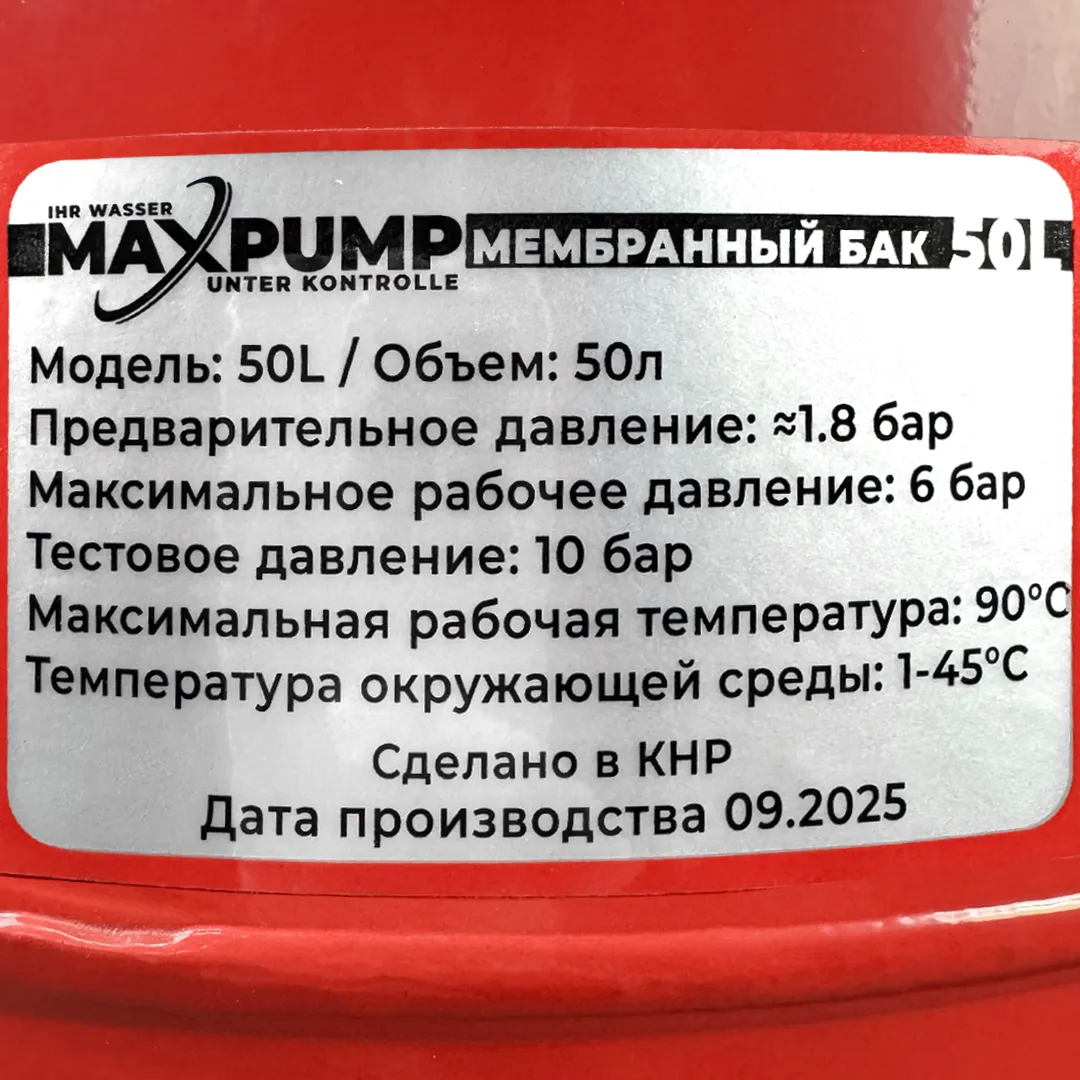 IHR WASSER
MAXPUMP МЕМБРАННЫЙ БАК 50L
UNTER KONTROLLE
Модель: 50L / Объем: 50л
Предварительное давление: ≈1.8 бар
Максимальное рабочее давление: 6 бар
Тестовое давление: 10 бар
Максимальная рабочая температура: 90°C
Температура окружающей среды: 1-45°C
Сделано в КНР
Дата производства 09.2025